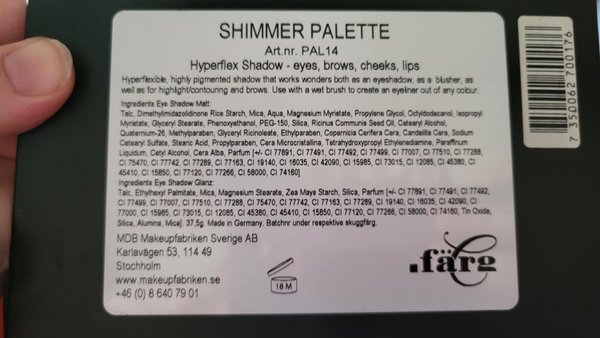 SHIMMER PALETTE
Art.nr. PAL14
Hyperflex Shadow - eyes, brows, cheeks, lips
Hyperflexible, highly pigmented shadow that works wonders both as an eyeshadow, as a blusher, as
well as for highlight/contouring and brows. Use with a wet brush to create an eyeliner out of any colour.
Ingredients Eye Shadow Matt:
Talc, Dimethylimidazolidinone Rice Starch, Mica, Aqua, Magnesium Myristate, Propylene Glycol, Octyldodecanol, Isopropyl
Myristate, Glyceryl Stearate, Phenoxyethanol, PEG-150, Silica, Ricinus Communis Seed Oil, Cetearyl Alcohol,
Quaternium-26, Methylparaben, Glyceryl Ricinoleate, Ethylparaben, Copernicia Cerifera Cera, Candelilla Cera, Sodium
Cetearyl Sulfate, Stearic Acid, Propylparaben, Cera Microcristallina, Tetrahydroxypropyl Ethylenediamine, Paraffinum
Liquidum, Cetyl Alcohol, Cera Alba, Parfum [+/- CI 77891, CI 77491, CI 77492, CI 77499, CI 77007, CI 77510, CI 77288,
CI 75470, CI 77742, CI 77289, CI 77163, CI 19140, CI 16035, CI 42090, CI 15985, CI 73015, CI 12085, CI 45380, CI
45410, CI 15850, CI 77120, CI 77266, CI 58000, CI 74160]
Ingredients Eye Shadow Glanz:
Talc, Ethylhexyl Palmitate, Mica, Magnesium Stearate, Zea Mays Starch, Silica, Parfum [+/- CI 77891, CI 77491, CI 77492,
CI 77499, CI 77007, CI 77510, CI 77288, CI 75470, CI 77742, CI 77163, CI 77289, CI 19140, CI 16035, CI 42090, CI
77000, CI 15985, CI 73015, CI 12085, CI 45380, CI 45410, CI 15850, CI 77120, CI 77266, CI 58000, CI 74160, Tin Oxide,
Silica, Alumina, Mica]. 37,5g. Made in Germany. Batchnr under respektive skuggfärg.
MDB Makeupfabriken Sverige AB
Karlavägen 53, 114 49
Stochholm
www.makeupfabriken.se
+46 (0) 8 640 79 01
18 M
.färg
7 350062 700176